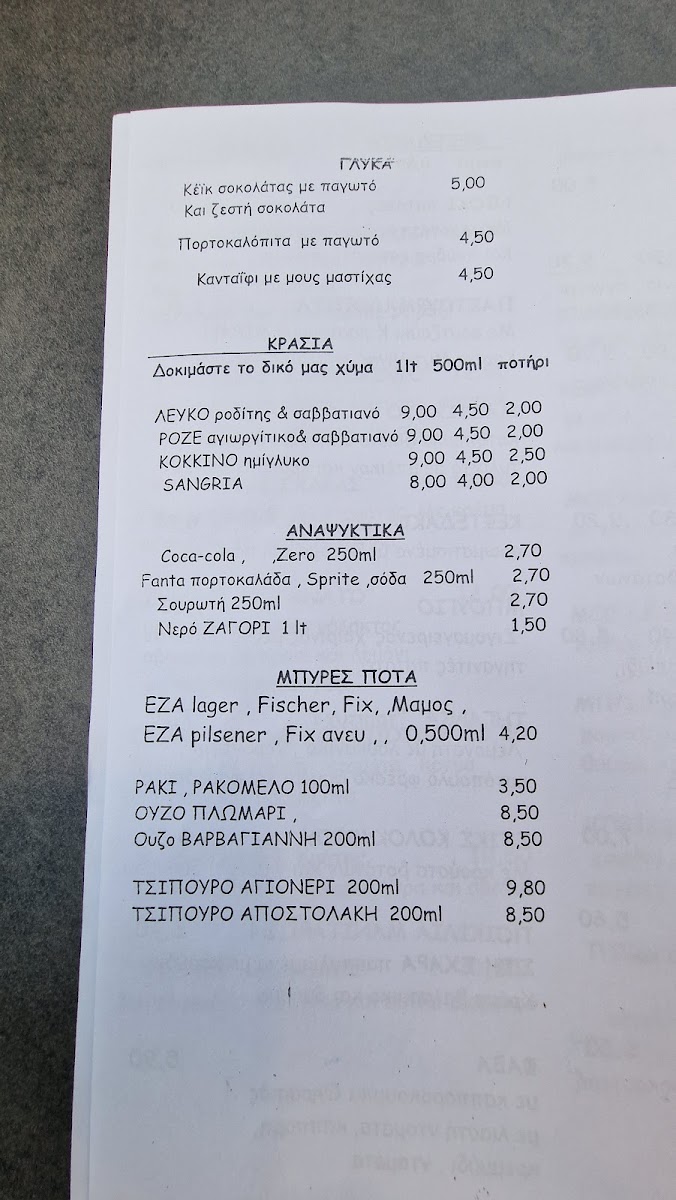 ΓΛΥΚΑ
Κέϊκ σοκολάτας με παγωτό 5,00
Και ζεστή σοκολάτα
Πορτοκαλόπιτα με παγωτό 4,50
Κανταΐφι με μους μαστίχας 4,50
ΚΡΑΣΙΑ
Δοκιμάστε το δικό μας χύμα 1lt 500ml ποτήρι
ΛΕΥΚΟ ροδίτης & σαββατιανό 9,00 4,50 2,00
ΡΟΖΕ αγιωργίτικο& σαββατιανό 9,00 4,50 2,00
ΚΟΚΚΙΝΟ ημίγλυκο 9,00 4,50 2,50
SANGRIA 8,00 4,00 2,00
ΑΝΑΨΥΚΤΙΚΑ
Coca-cola , ,Zero 250ml 2,70
Fanta πορτοκαλάδα , Sprite ,σόδα 250ml 2,70
Σουρωτή 250ml 2,70
Νερό ΖΑΓΟΡΙ 1 lt 1,50
ΜΠΥΡΕΣ ΠΟΤΑ
EZA lager , Fischer, Fix, ,Μαμος ,
EZA pilsener , Fix ανευ , , 0,500ml 4,20
ΡΑΚΙ , ΡΑΚΟΜΕΛΟ 100ml 3,50
ΟΥΖΟ ΠΛΩΜΑΡΙ , 8,50
Ουζο ΒΑΡΒΑΓΙΑΝΝΗ 200ml 8,50
ΤΣΙΠΟΥΡΟ ΑΓΙΟΝΕΡΙ 200ml 9,80
ΤΣΙΠΟΥΡΟ ΑΠΟΣΤΟΛΑΚΗ 200ml 8,50